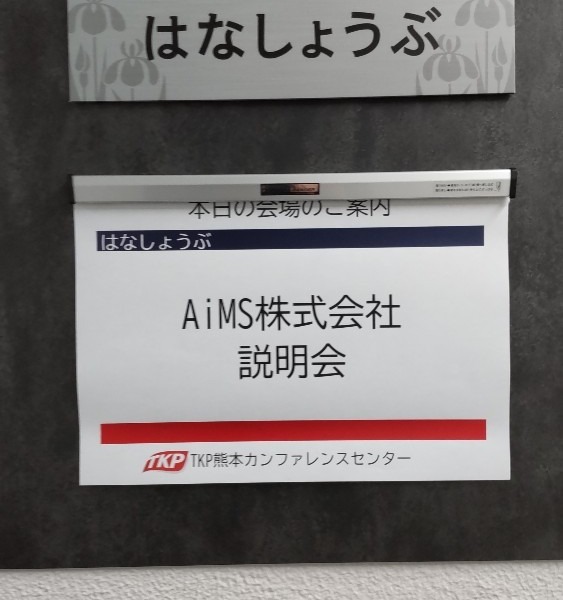 はなしょうぶ
本日の会場のご案内
はなしょうぶ
AiMS株式会社
説明会
TKP TKP熊本カンファレンスセンター